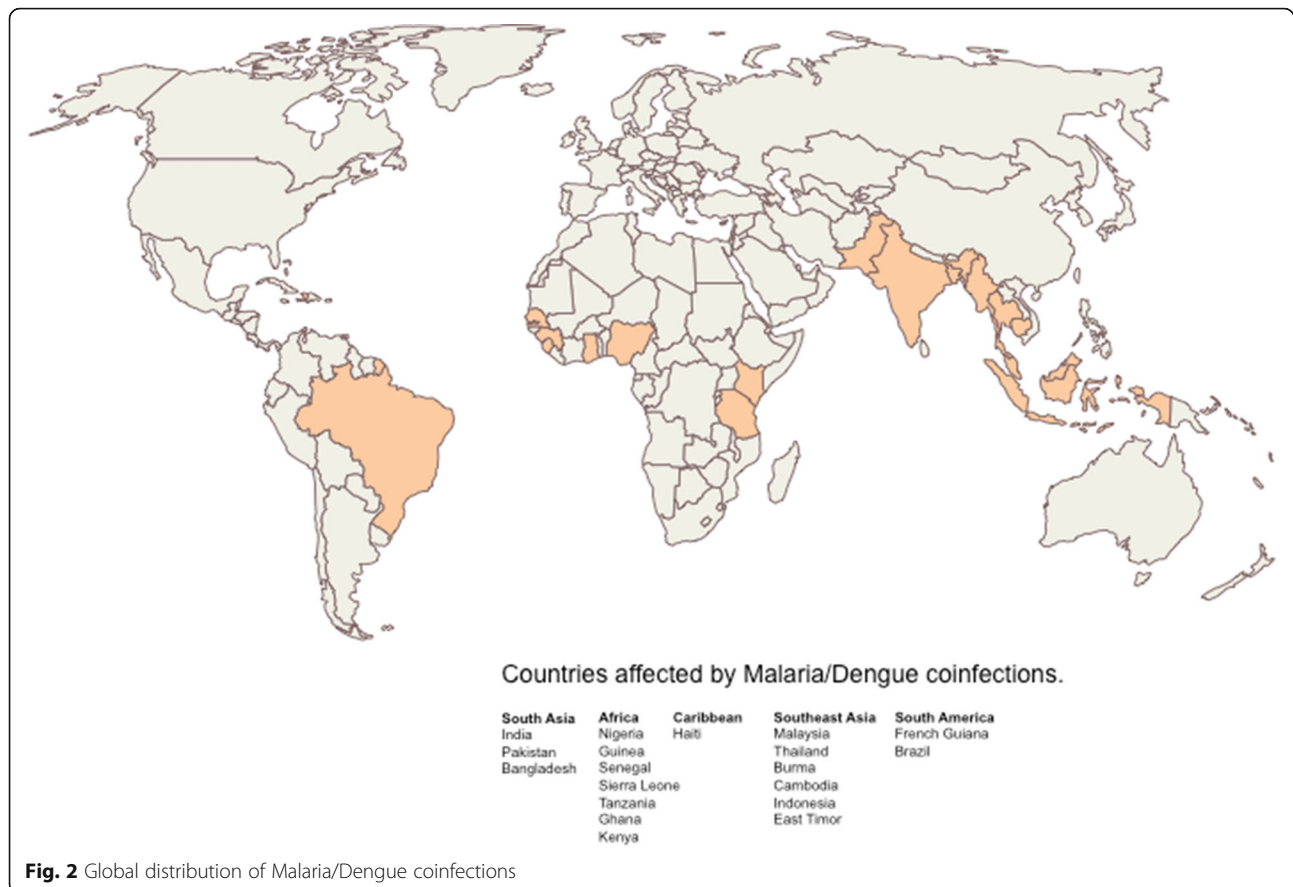 Countries affected by Malaria/Dengue coinfections.
South Asia
India
Pakistan
Bangladesh
Africa
Nigeria
Guinea
Senegal
Sierra Leone
Tanzania
Ghana
Kenya
Caribbean
Haiti
Southeast Asia
Malaysia
Thailand
Burma
Cambodia
Indonesia
East Timor
South America
French Guiana
Brazil
Fig. 2 Global distribution of Malaria/Dengue coinfections